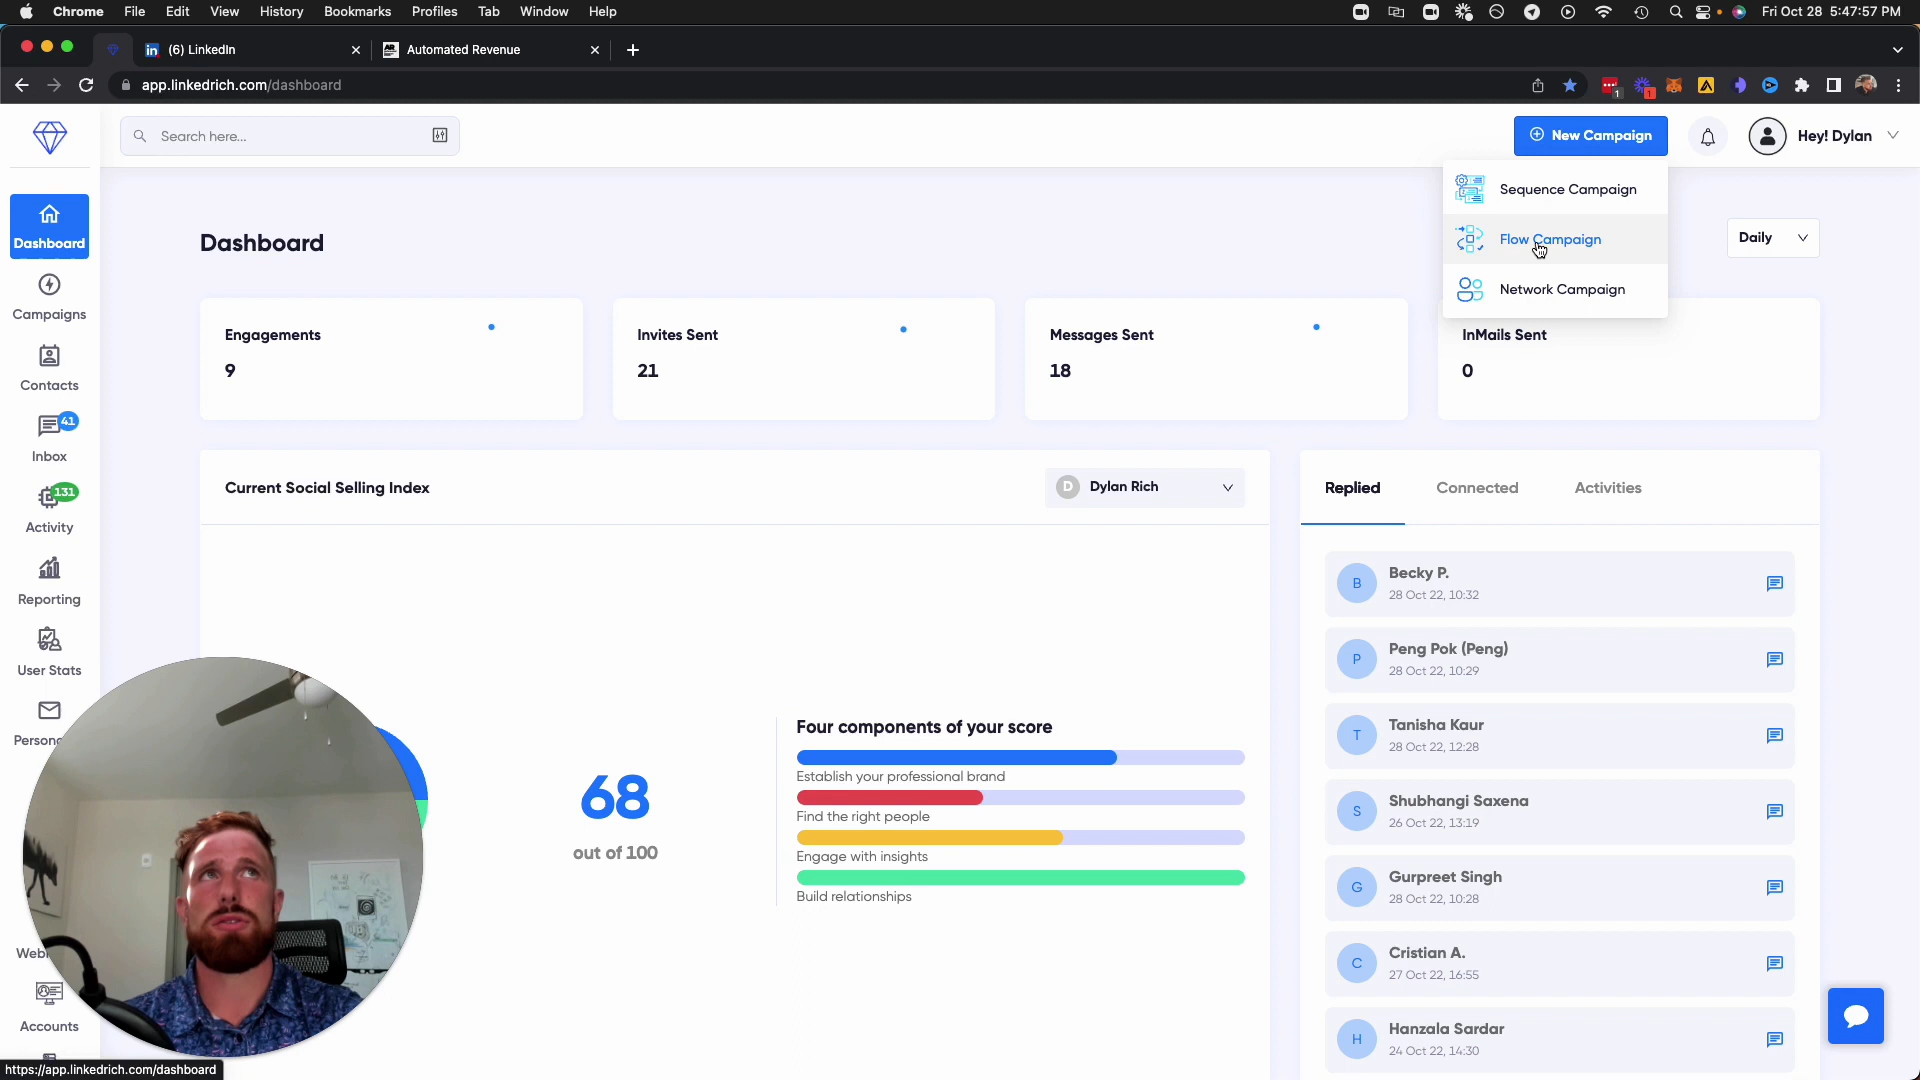 Chrome File Edit View History Bookmarks Profiles Tab Window Help
Fri Oct 28 5:47:57 PM
(6) LinkedIn
Automated Revenue
app.linkedrich.com/dashboard
1
1
Search here...
New Campaign
Hey! Dylan
Sequence Campaign
Flow Campaign
Network Campaign
Dashboard
Campaigns
Contacts
41
Inbox
131
Activity
Reporting
User Stats
Person
Web
Accounts
Dashboard
Daily
Engagements
9
Invites Sent
21
Messages Sent
18
InMails Sent
0
Current Social Selling Index
D Dylan Rich
68
out of 100
Four components of your score
Establish your professional brand
Find the right people
Engage with insights
Build relationships
Replied Connected Activities
B Becky P.
28 Oct 22, 10:32
P Peng Pok (Peng)
28 Oct 22, 10:29
T Tanisha Kaur
28 Oct 22, 12:28
S Shubhangi Saxena
26 Oct 22, 13:19
G Gurpreet Singh
28 Oct 22, 10:28
C Cristian A.
27 Oct 22, 16:55
H Hanzala Sardar
24 Oct 22, 14:30
https://app.linkedrich.com/dashboard